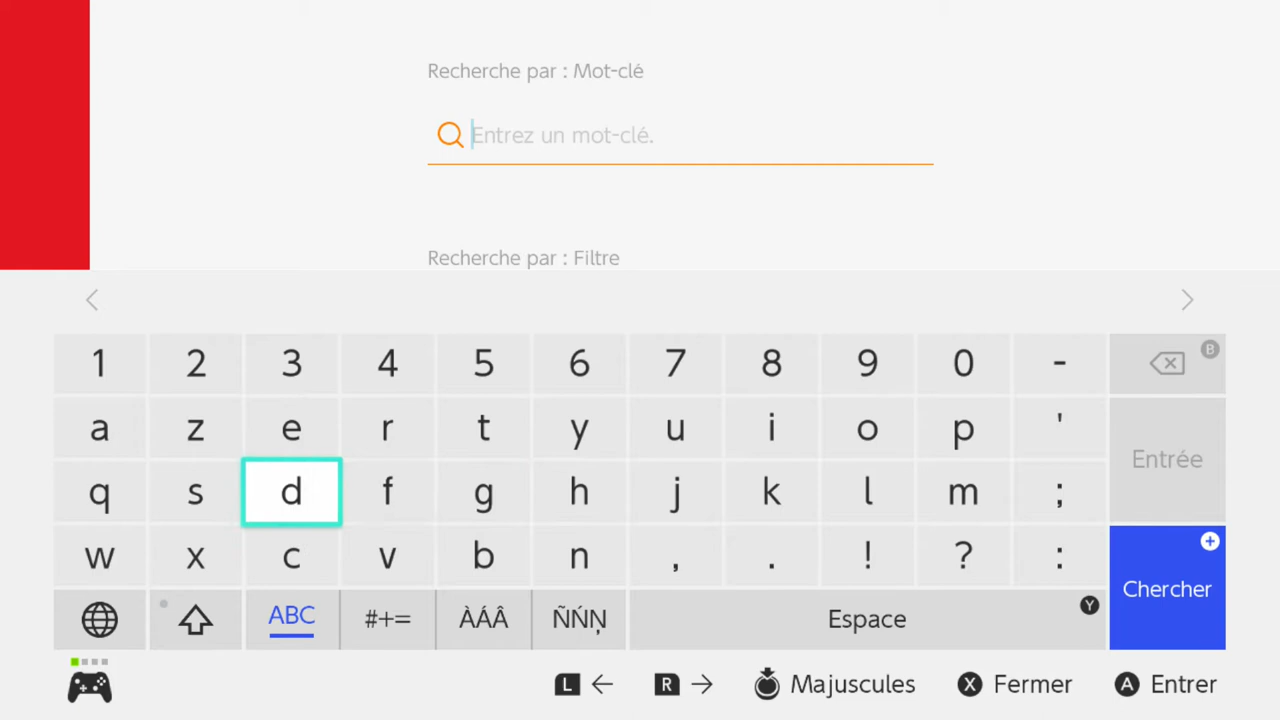 Recherche par : Mot-clé
Entrez un mot-clé.
Recherche par : Filtre
1 2 3 4 5 6 7 8 9 0 - B
a z e r t y u i o p '
Entrée
q s d f g h j k l m ;
w x c v b n , . ! ? :
Chercher
ABC #+= ÀÁÂ ÑŃŅ Espace Y
L ← R → Majuscules X Fermer A Entrer